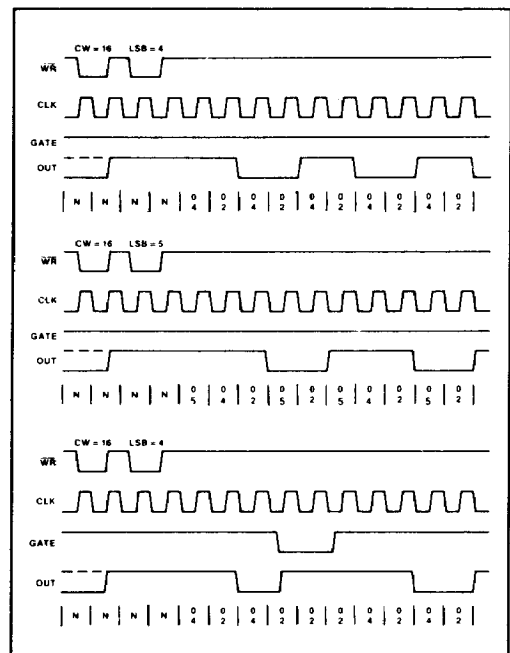 CW = 16 LSB = 4
WR
CLK
GATE
OUT
| N | N | N | N | 0 | 0 | 0 | 0 | 0 | 0 | 0 | 0 | 0 | 0 |
4 2 4 2 4 2 4 2 4 2
CW = 16 LSB = 5
WR
CLK
GATE
OUT
| N | N | N | N | 0 | 0 | 0 | 0 | 0 | 0 | 0 | 0 | 0 | 0 |
5 4 2 5 2 5 4 2 5 2
CW = 16 LSB = 4
WR
CLK
GATE
OUT
| N | N | N | N | 0 | 0 | 0 | 0 | 0 | 0 | 0 | 0 | 0 | 0 |
4 2 4 2 2 2 4 2 4 2